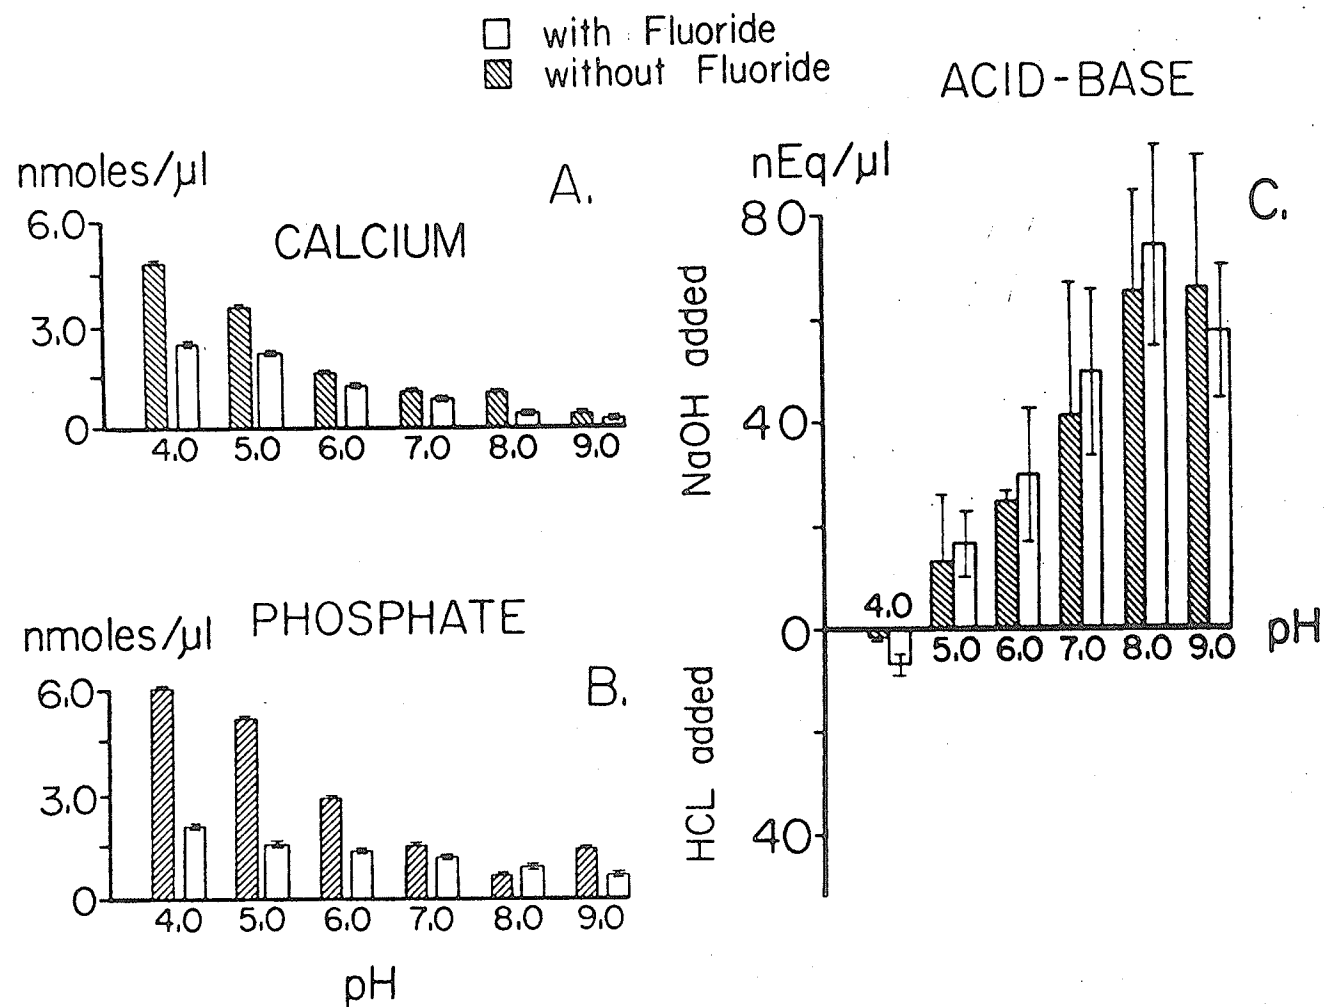 with Fluoride
without Fluoride
ACID-BASE
nmoles/µl
A.
CALCIUM
6.0
3.0
0
4.0 5.0 6.0 7.0 8.0 9.0
nmoles/µl
PHOSPHATE
B.
6.0
3.0
0
4.0 5.0 6.0 7.0 8.0 9.0
pH
nEq/µl
C.
80
40
0
40
NaOH added
HCL added
4.0
5.0 6.0 7.0 8.0 9.0
pH